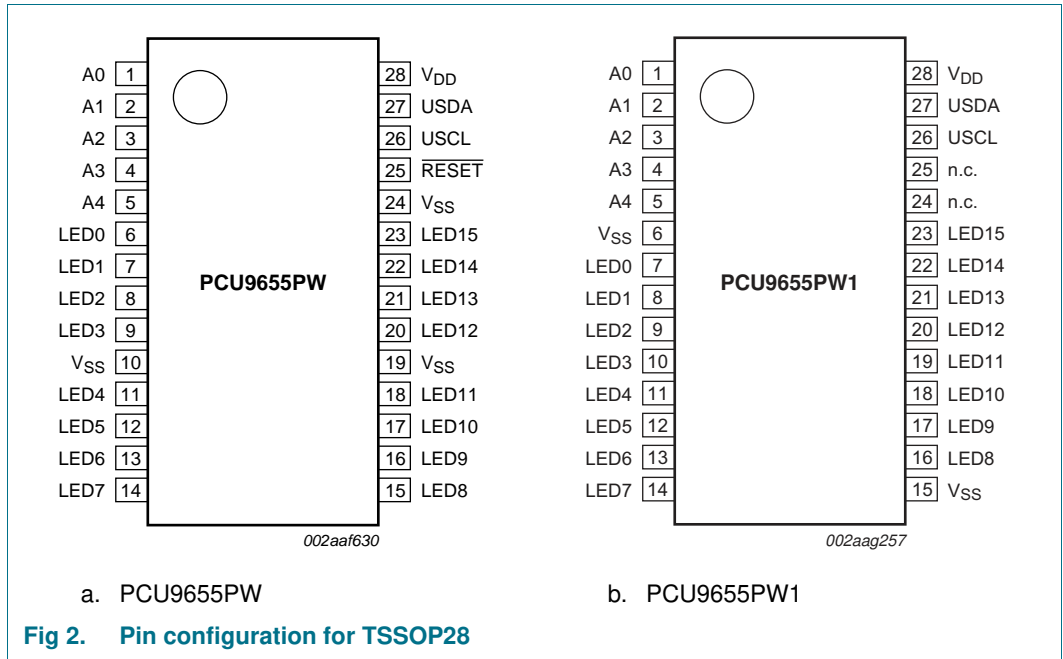 A0 1 28 VDD
A1 2 27 USDA
A2 3 26 USCL
A3 4 25 RESET
A4 5 24 VSS
LED0 6 23 LED15
LED1 7 22 LED14
PCU9655PW
LED2 8 21 LED13
LED3 9 20 LED12
VSS 10 19 VSS
LED4 11 18 LED11
LED5 12 17 LED10
LED6 13 16 LED9
LED7 14 15 LED8
002aaf630
a. PCU9655PW
A0 1 28 VDD
A1 2 27 USDA
A2 3 26 USCL
A3 4 25 n.c.
A4 5 24 n.c.
VSS 6 23 LED15
LED0 7 22 LED14
PCU9655PW1
LED1 8 21 LED13
LED2 9 20 LED12
LED3 10 19 LED11
LED4 11 18 LED10
LED5 12 17 LED9
LED6 13 16 LED8
LED7 14 15 VSS
002aag257
b. PCU9655PW1
Fig 2. Pin configuration for TSSOP28